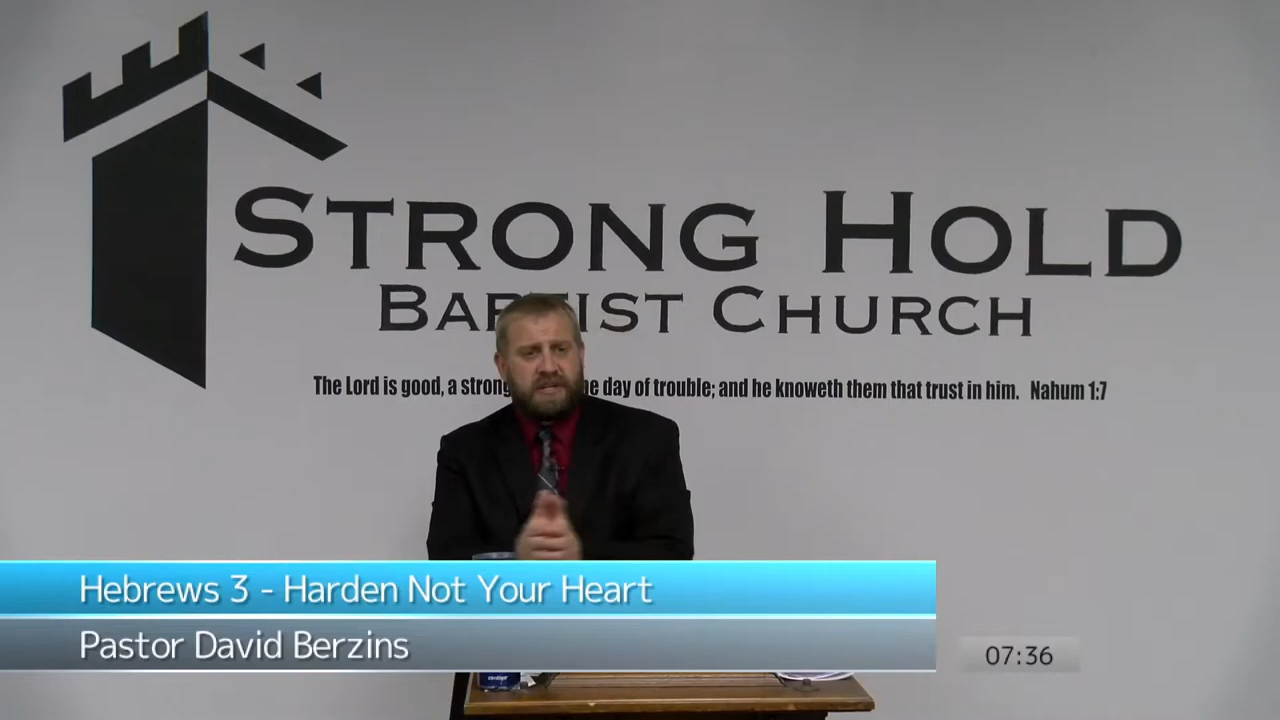 STRONG HOLD
BAPTIST CHURCH
The Lord is good, a strong he day of trouble; and he knoweth them that trust in him. Nahum 1:7
Hebrews 3 - Harden Not Your Heart
Pastor David Berzins
07:36